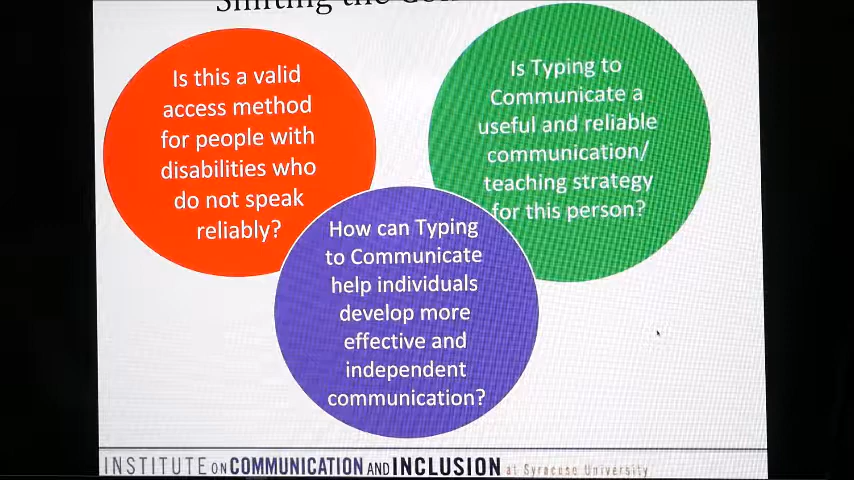 Shifting the
Is this a valid
access method
for people with
disabilities who
do not speak
reliably?
Is Typing to
Communicate a
useful and reliable
communication/
teaching strategy
for this person?
How can Typing
to Communicate
help individuals
develop more
effective and
independent
communication?
INSTITUTE ON COMMUNICATION AND INCLUSION at Syracuse University